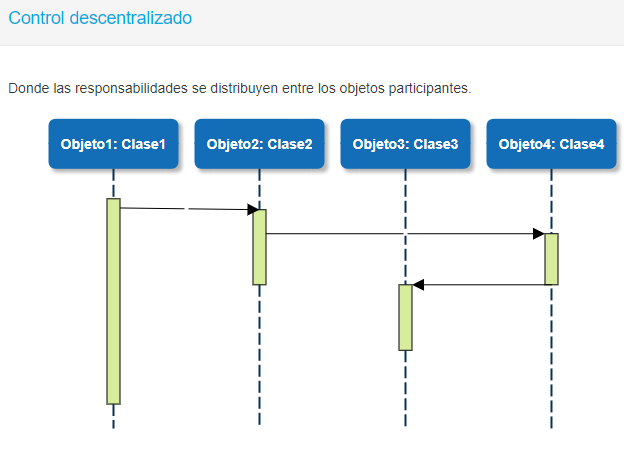 Control descentralizado
Donde las responsabilidades se distribuyen entre los objetos participantes.
Objeto1: Clase1
Objeto2: Clase2
Objeto3: Clase3
Objeto4: Clase4